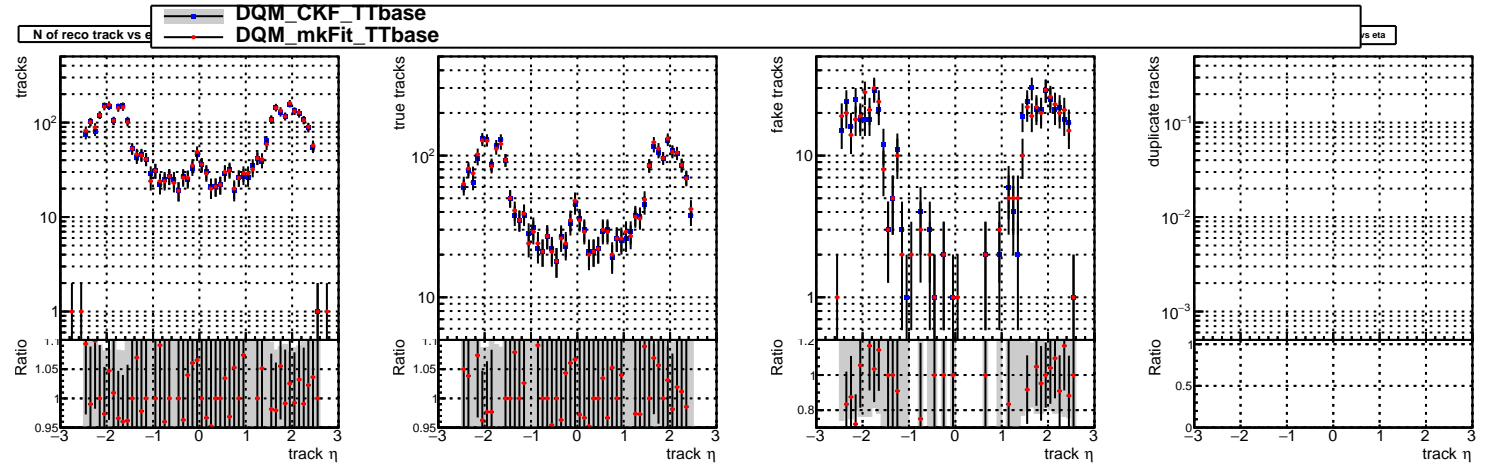 DQM_CKF_TTbase
DQM_mkFit_TTbase
N of reco track vs e
vs eta
tracks
10²
10
1
Ratio
1.1
1.05
1
0.95
−3 −2 −1 0 1 2 3
track η
true tracks
10²
10
Ratio
1.1
1.05
1
0.95
−3 −2 −1 0 1 2 3
track η
fake tracks
10
1
Ratio
1.2
1
0.8
−3 −2 −1 0 1 2 3
track η
duplicate tracks
10⁻¹
10⁻²
10⁻³
Ratio
1
0.5
0
−3 −2 −1 0 1 2 3
track η